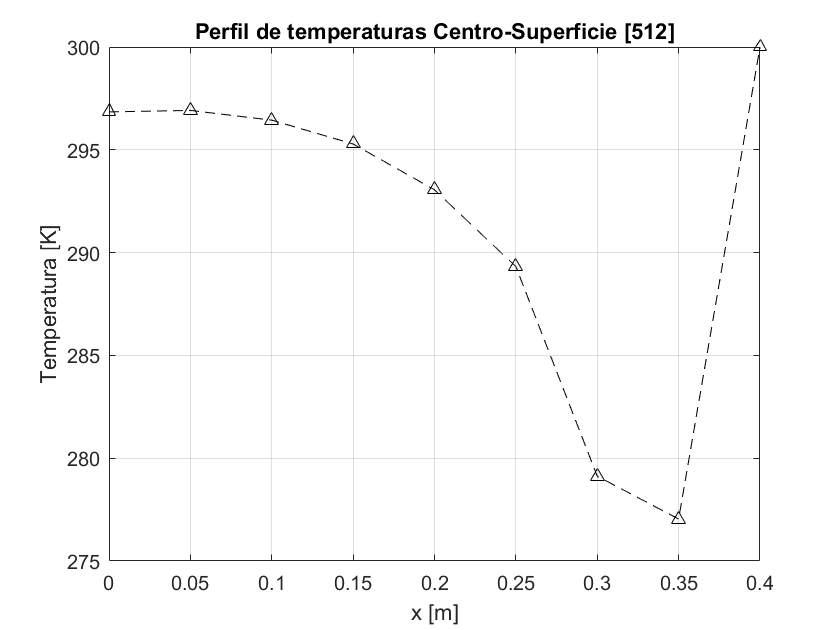 Perfil de temperaturas Centro-Superficie [512]
300
295
290
285
280
275
Temperatura [K]
0 0.05 0.1 0.15 0.2 0.25 0.3 0.35 0.4
x [m]